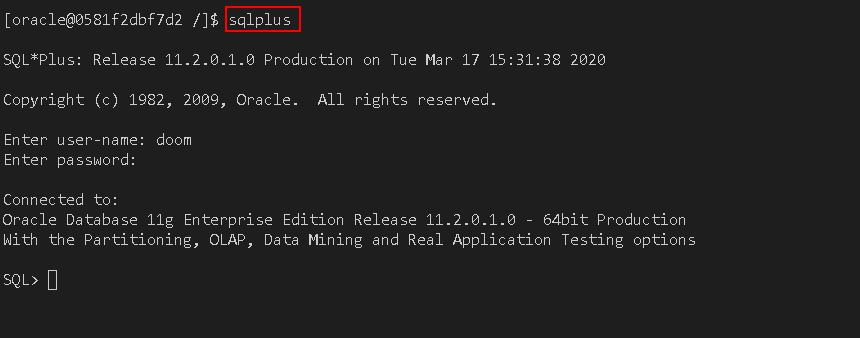 [oracle@0581f2dbf7d2 /]$ sqlplus
SQL*Plus: Release 11.2.0.1.0 Production on Tue Mar 17 15:31:38 2020
Copyright (c) 1982, 2009, Oracle.  All rights reserved.
Enter user-name: doom
Enter password:
Connected to:
Oracle Database 11g Enterprise Edition Release 11.2.0.1.0 - 64bit Production
With the Partitioning, OLAP, Data Mining and Real Application Testing options
SQL>